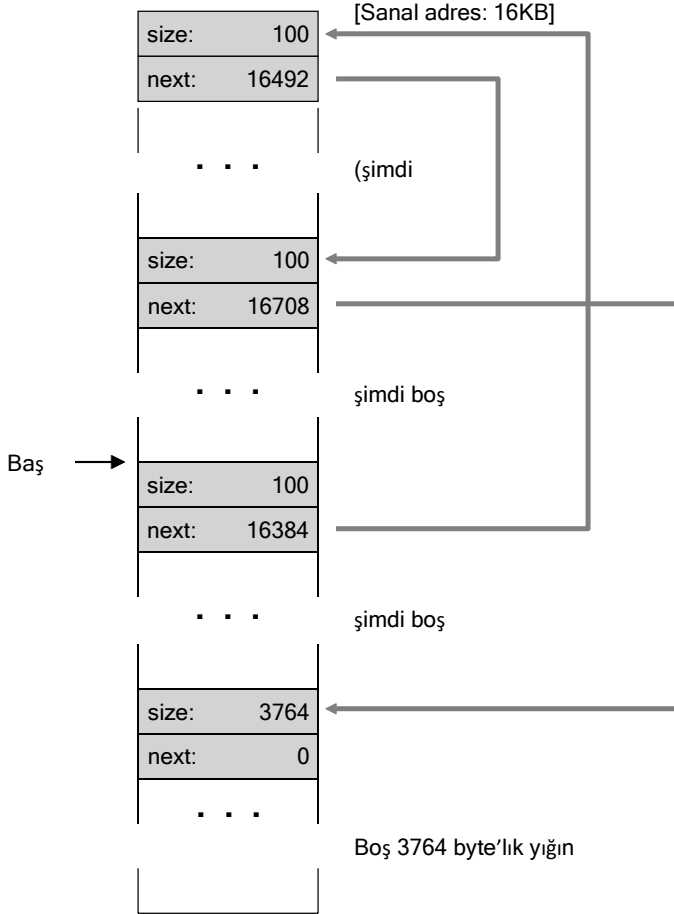 [Sanal adres: 16KB]
size: 100
next: 16492
. . .
(şimdi
size: 100
next: 16708
. . .
şimdi boş
Baş
size: 100
next: 16384
. . .
şimdi boş
size: 3764
next: 0
. . .
Boş 3764 byte’lık yığın